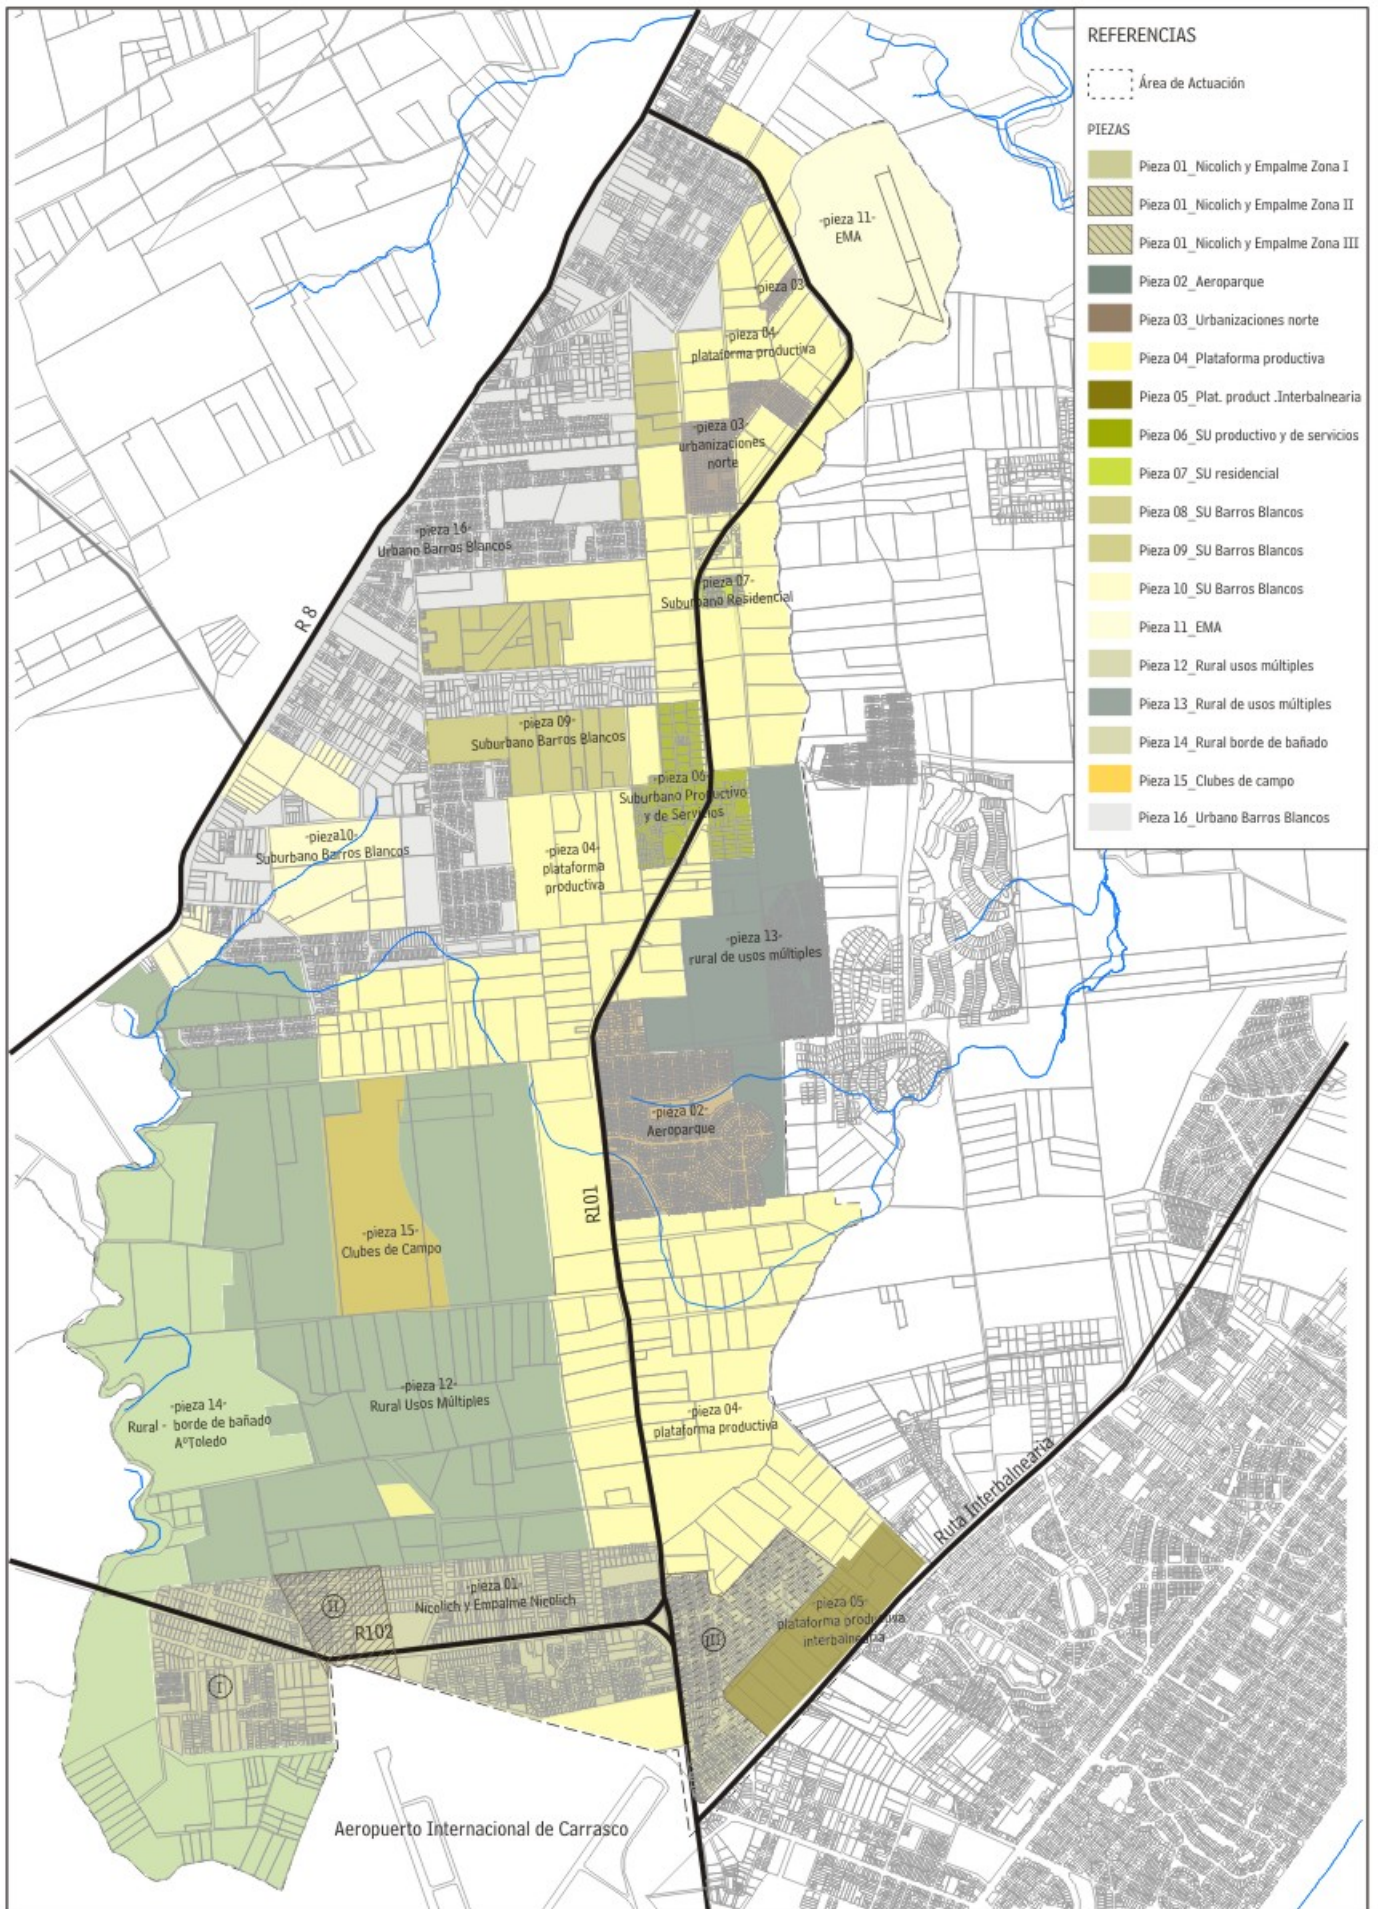 REFERENCIAS
Área de Actuación
PIEZAS
Pieza 01_Nicolich y Empalme Zona I
Pieza 01_Nicolich y Empalme Zona II
Pieza 01_Nicolich y Empalme Zona III
Pieza 02_Aeroparque
Pieza 03_Urbanizaciones norte
Pieza 04_Plataforma productiva
Pieza 05_Plat. product .Interbalnearia
Pieza 06_SU productivo y de servicios
Pieza 07_SU residencial
Pieza 08_SU Barros Blancos
Pieza 09_SU Barros Blancos
Pieza 10_SU Barros Blancos
Pieza 11_EMA
Pieza 12_Rural usos múltiples
Pieza 13_Rural de usos múltiples
Pieza 14_Rural borde de bañado
Pieza 15_Clubes de campo
Pieza 16_Urbano Barros Blancos
-pieza 11-
EMA
-pieza 03-
-pieza 04
plataforma productiva
-pieza 03-
urbanizaciones
norte
-pieza 16-
Urbano Barros Blancos
-pieza 07-
Suburbano Residencial
R 8
-pieza 09-
Suburbano Barros Blancos
-pieza 06-
Suburbano Productivo
y de Servicios
-pieza10-
Suburbano Barros Blancos
-pieza 04-
plataforma
productiva
-pieza 13-
rural de usos múltiples
-pieza 02-
Aeroparque
R101
-pieza 15-
Clubes de Campo
-pieza 12-
Rural Usos Múltiples
-pieza 14-
Rural - borde de bañado
AºToledo
-pieza 04-
plataforma productiva
Ruta Interbalnearia
-pieza 01-
Nicolich y Empalme Nicolich
II
R102
-pieza 05-
plataforma productiva
interbalnearia
III
I
Aeropuerto Internacional de Carrasco